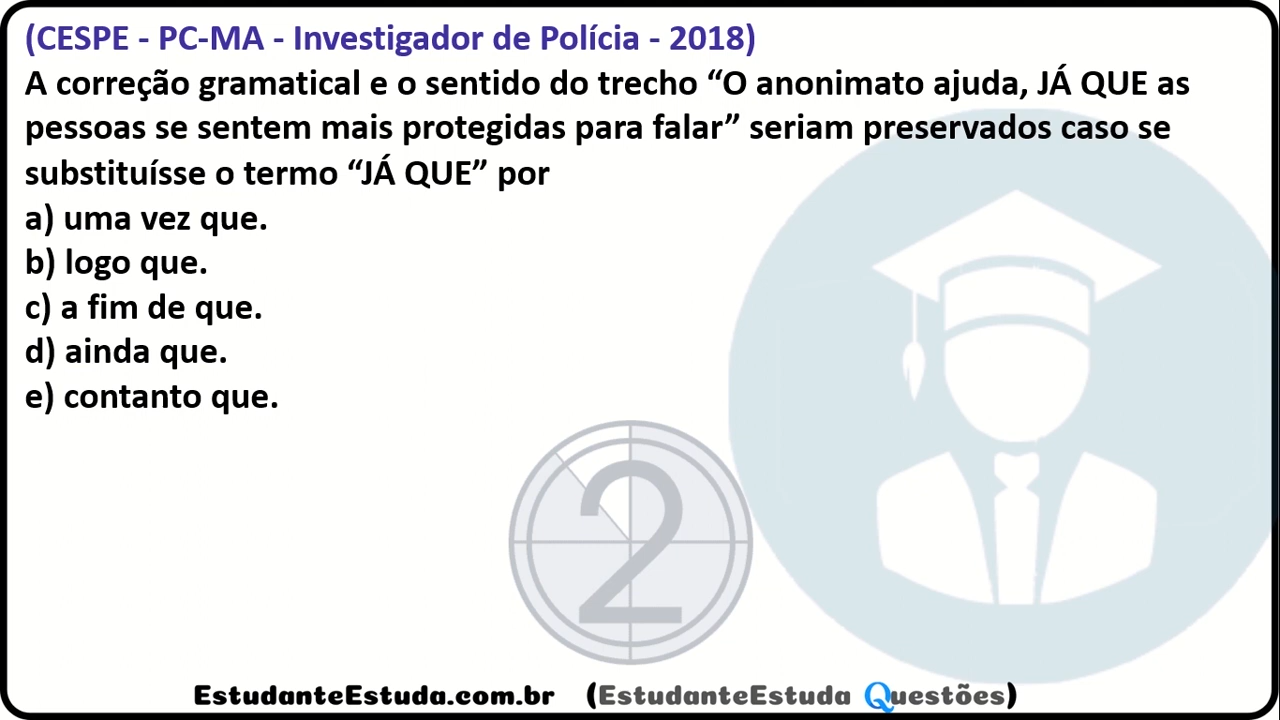 (CESPE - PC-MA - Investigador de Polícia - 2018)
A correção gramatical e o sentido do trecho “O anonimato ajuda, JÁ QUE as
pessoas se sentem mais protegidas para falar” seriam preservados caso se
substituísse o termo “JÁ QUE” por
a) uma vez que.
b) logo que.
c) a fim de que.
d) ainda que.
e) contanto que.
2
EstudanteEstuda.com.br (EstudanteEstuda Questões)